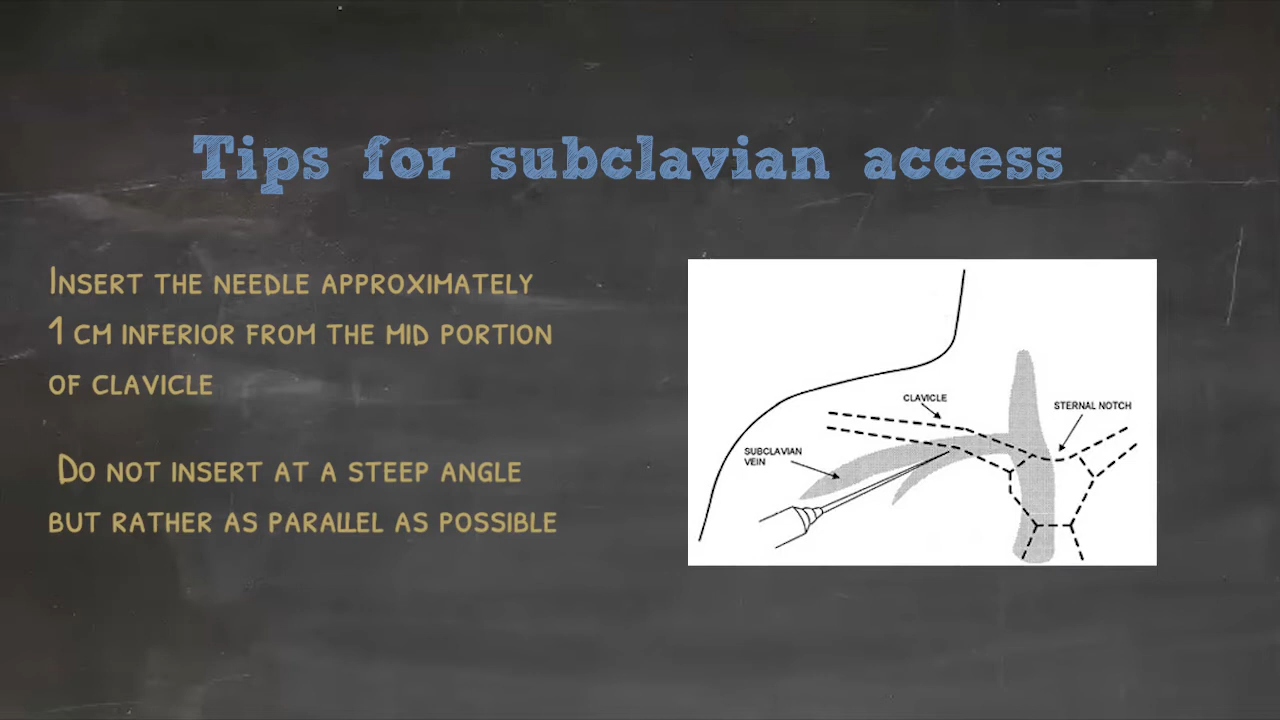 Tips for subclavian access
Insert the needle approximately
1 cm inferior from the mid portion
of clavicle
Do not insert at a steep angle
but rather as parallel as possible
CLAVICLE
STERNAL NOTCH
SUBCLAVIAN
VEIN